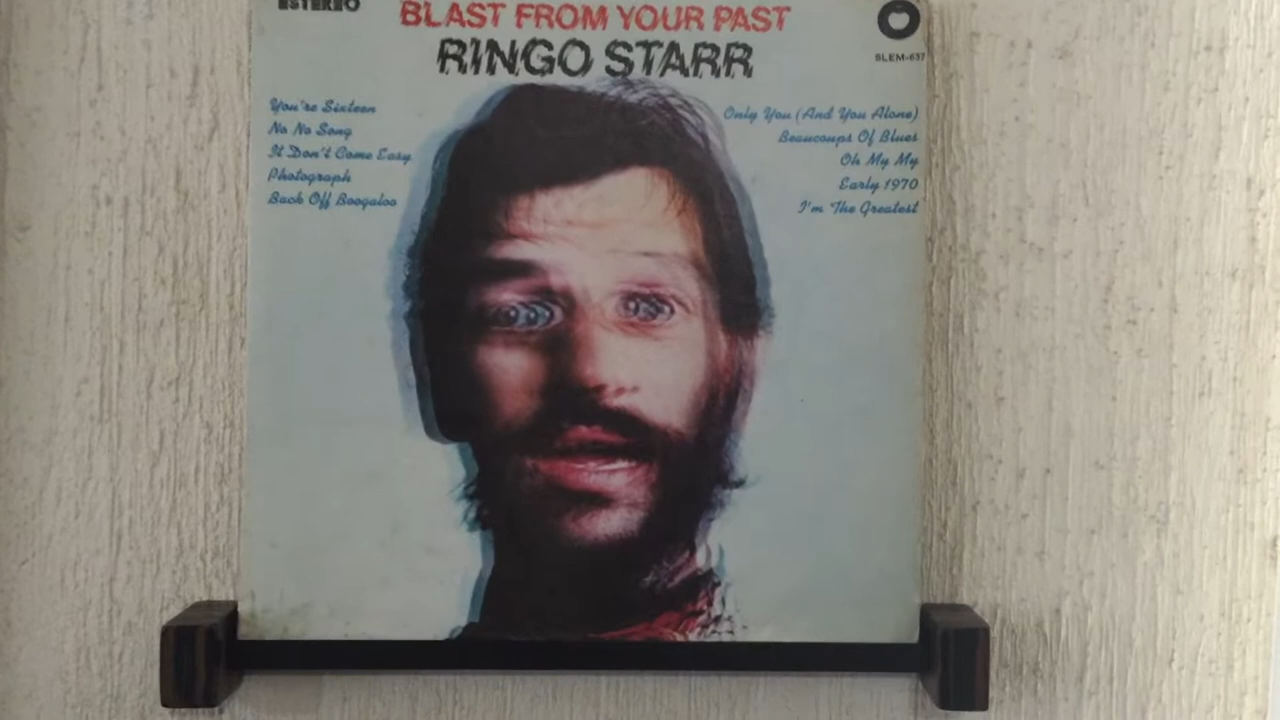 ESTEREO
BLAST FROM YOUR PAST
RINGO STARR
SLEM-637
You're Sixteen
No No Song
It Don't Come Easy
Photograph
Back Off Boogaloo
Only You (And You Alone)
Beaucoups Of Blues
Oh My My
Early 1970
I'm The Greatest